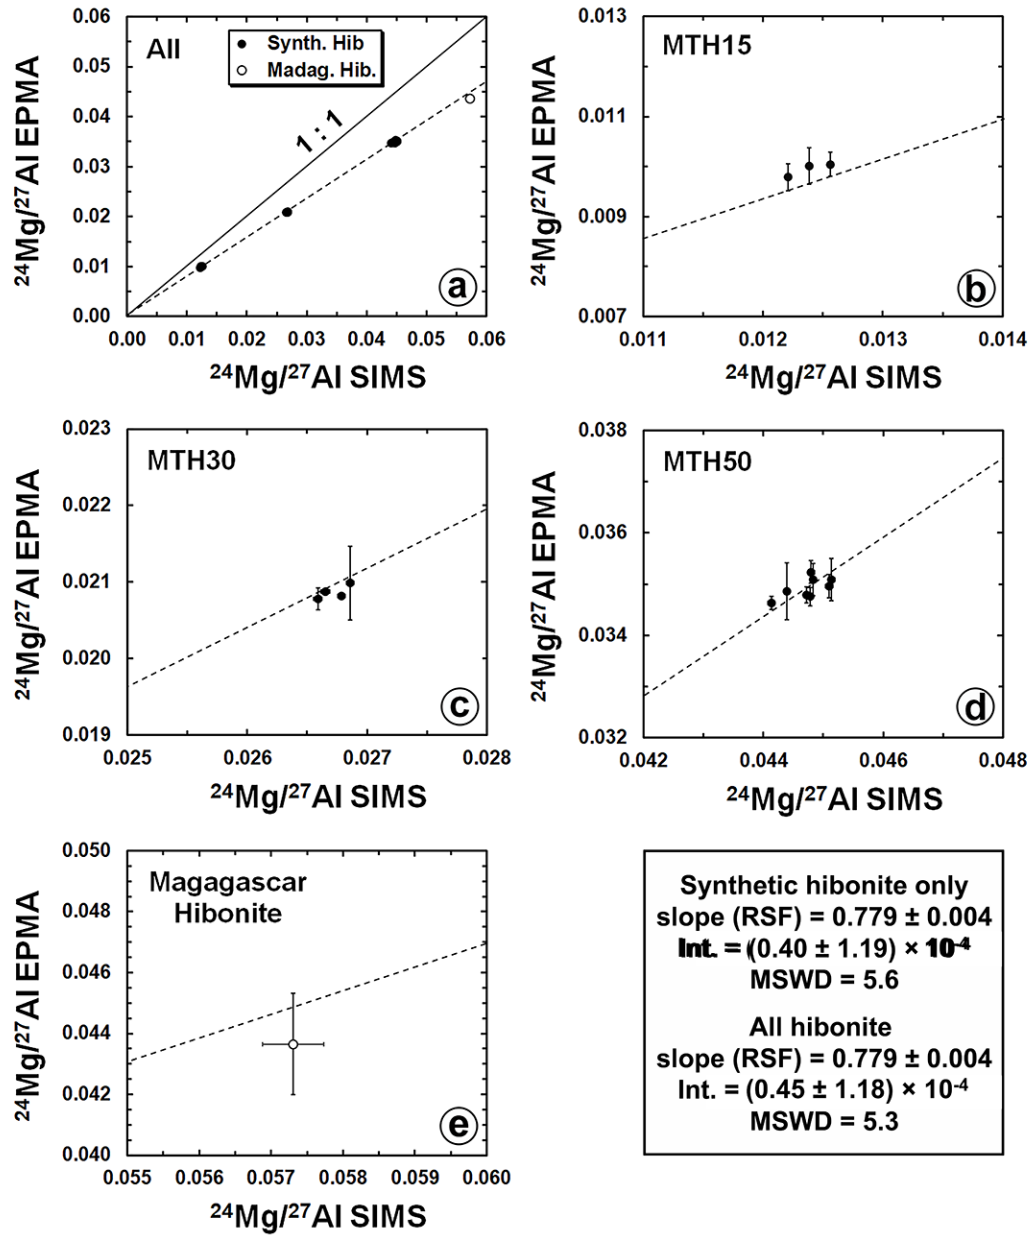 All
Synth. Hib
Madag. Hib.
1 : 1
0.06
0.05
0.04
0.03
0.02
0.01
0.00
0.00 0.01 0.02 0.03 0.04 0.05 0.06
²⁴Mg/²⁷Al EPMA
²⁴Mg/²⁷Al SIMS
a
MTH15
0.013
0.011
0.009
0.007
0.011 0.012 0.013 0.014
²⁴Mg/²⁷Al EPMA
²⁴Mg/²⁷Al SIMS
b
MTH30
0.023
0.022
0.021
0.020
0.019
0.025 0.026 0.027 0.028
²⁴Mg/²⁷Al EPMA
²⁴Mg/²⁷Al SIMS
c
MTH50
0.038
0.036
0.034
0.032
0.042 0.044 0.046 0.048
²⁴Mg/²⁷Al EPMA
²⁴Mg/²⁷Al SIMS
d
Magagascar
Hibonite
0.050
0.048
0.046
0.044
0.042
0.040
0.055 0.056 0.057 0.058 0.059 0.060
²⁴Mg/²⁷Al EPMA
²⁴Mg/²⁷Al SIMS
e
Synthetic hibonite only
slope (RSF) = 0.779 ± 0.004
Int. = (0.40 ± 1.19) × 10⁻⁴
MSWD = 5.6
All hibonite
slope (RSF) = 0.779 ± 0.004
Int. = (0.45 ± 1.18) × 10⁻⁴
MSWD = 5.3